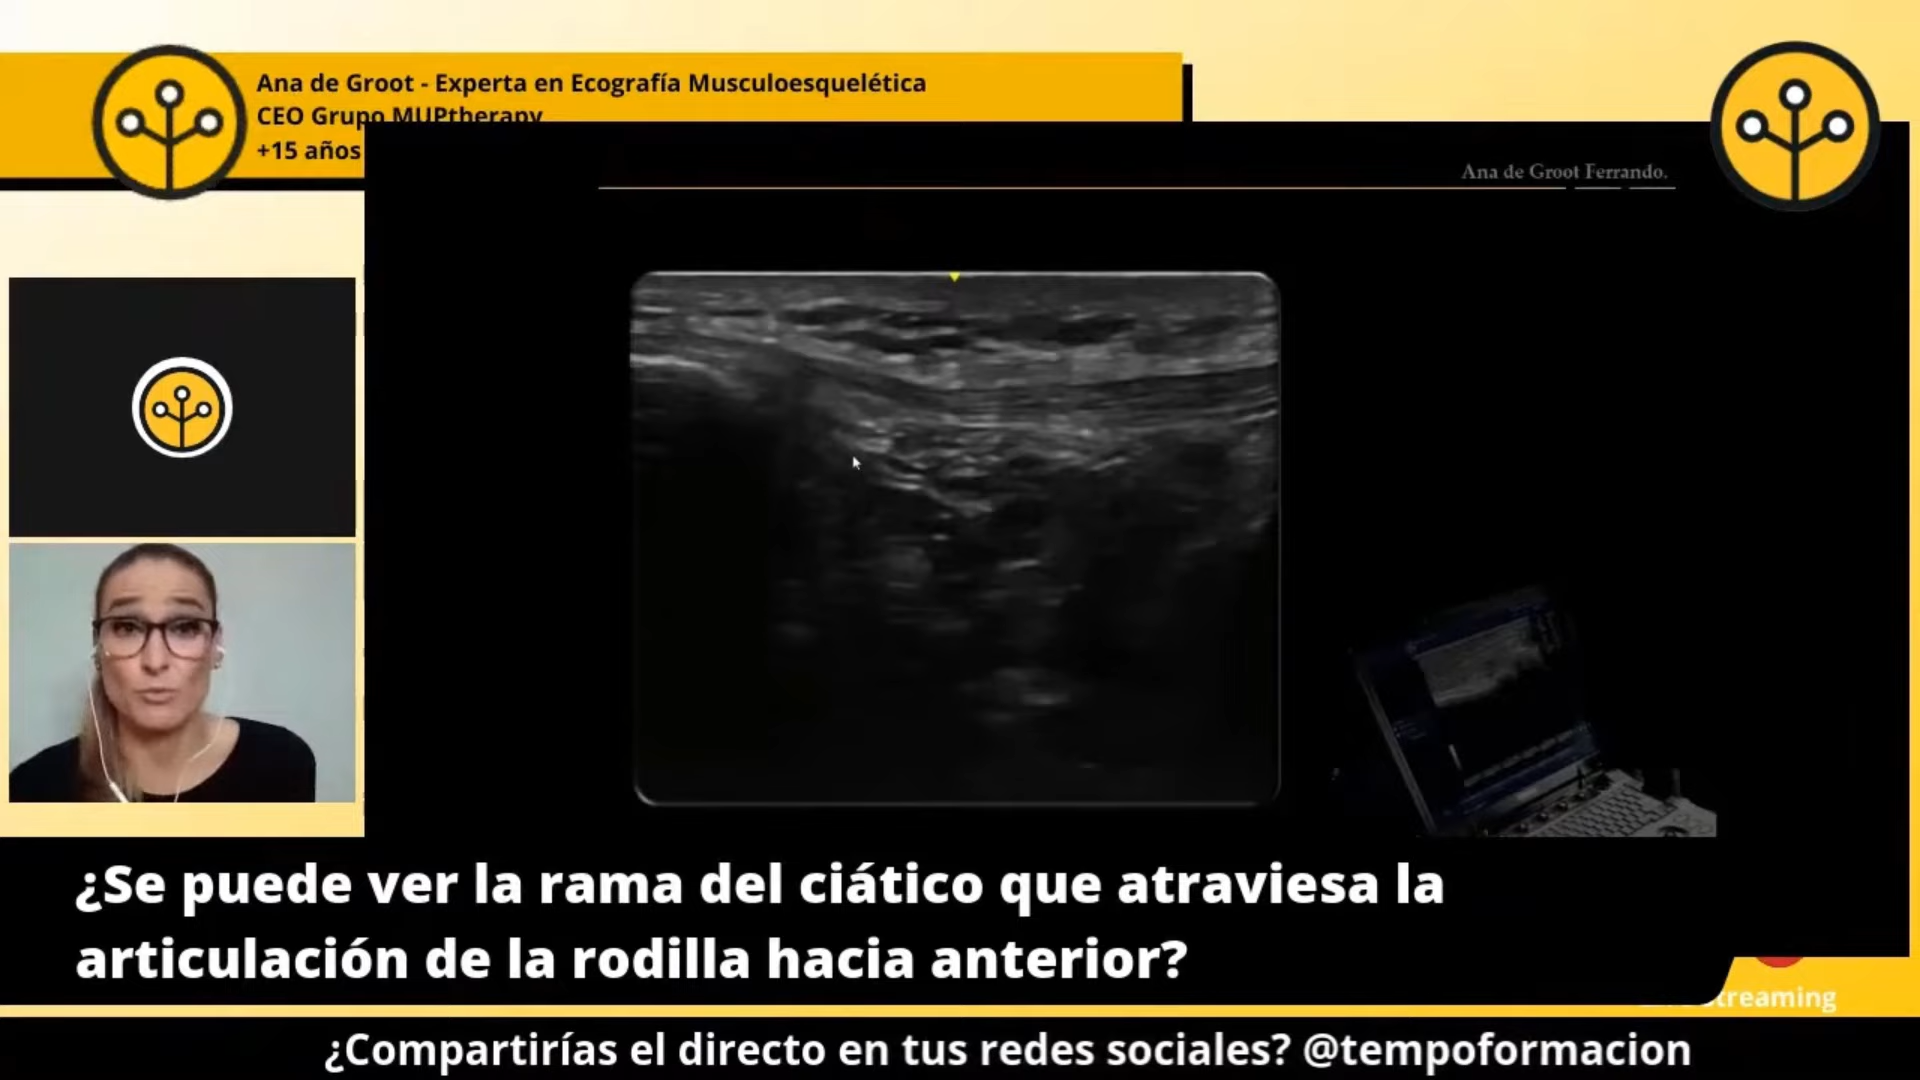 Ana de Groot - Experta en Ecografía Musculoesquelética
CEO Grupo MUPtherapy
+15 años
Ana de Groot Ferrando.
¿Se puede ver la rama del ciático que atraviesa la
articulación de la rodilla hacia anterior?
treaming
¿Compartirías el directo en tus redes sociales? @tempoformacion